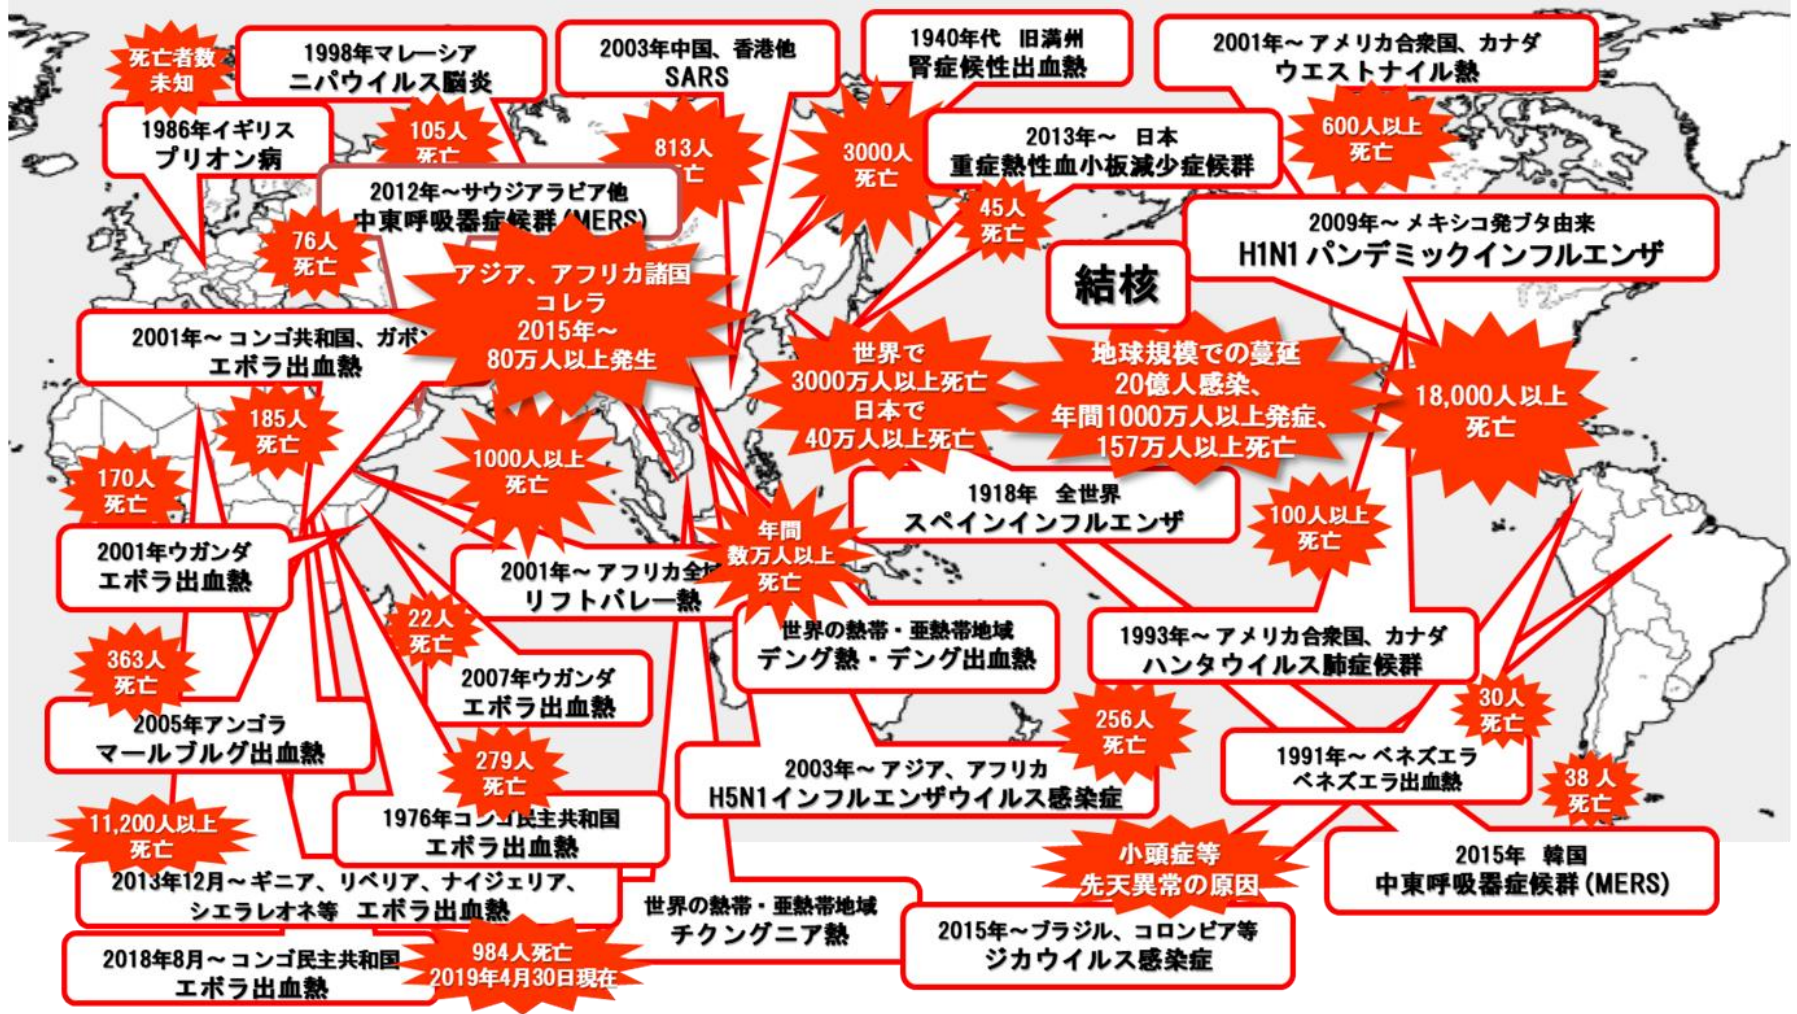 死亡者数
未知
1998年マレーシア
ニパウイルス脳炎
2003年中国、香港他
SARS
1940年代 旧満州
腎症候性出血熱
2001年~アメリカ合衆国、カナダ
ウエストナイル熱
1986年イギリス
プリオン病
105人
死亡
813人
亡
3000人
死亡
2013年~ 日本
重症熱性血小板減少症候群
600人以上
死亡
2012年~サウジアラビア他
中東呼吸器症候群(MERS)
76人
死亡
45人
死亡
2009年~メキシコ発ブタ由来
H1N1パンデミックインフルエンザ
結核
アジア、アフリカ諸国
コレラ
2015年~
80万人以上発生
2001年~コンゴ共和国、ガボン
エボラ出血熱
世界で
3000万人以上死亡
日本で
40万人以上死亡
地球規模での蔓延
20億人感染、
年間1000万人以上発症、
157万人以上死亡
18,000人以上
死亡
185人
死亡
170人
死亡
1000人以上
死亡
1918年 全世界
スペインインフルエンザ
100人以上
死亡
2001年ウガンダ
エボラ出血熱
2001年~アフリカ全域
リフトバレー熱
年間
数万人以上
死亡
22人
死亡
世界の熱帯・亜熱帯地域
デング熱・デング出血熱
1993年~アメリカ合衆国、カナダ
ハンタウイルス肺症候群
363人
死亡
2007年ウガンダ
エボラ出血熱
2005年アンゴラ
マールブルグ出血熱
256人
死亡
30人
死亡
279人
死亡
2003年~アジア、アフリカ
H5N1インフルエンザウイルス感染症
1991年~ベネズエラ
ベネズエラ出血熱
38人
死亡
11,200人以上
死亡
1976年コンゴ民主共和国
エボラ出血熱
小頭症等
先天異常の原因
2015年 韓国
中東呼吸器症候群(MERS)
2013年12月~ギニア、リベリア、ナイジェリア、
シエラレオネ等 エボラ出血熱
世界の熱帯・亜熱帯地域
チクングニア熱
2015年~ブラジル、コロンビア等
ジカウイルス感染症
2018年8月~コンゴ民主共和国
エボラ出血熱
984人死亡
2019年4月30日現在